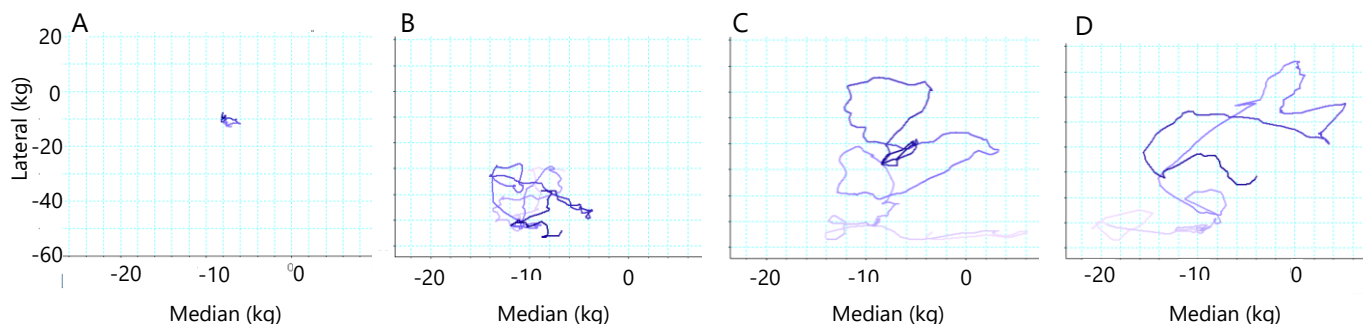 A B C D
20
0
-20
-40
-60
Lateral (kg)
-20 -10 0 -20 -10 0 -20 -10 0 -20 -10 0
Median (kg) Median (kg) Median (kg) Median (kg)